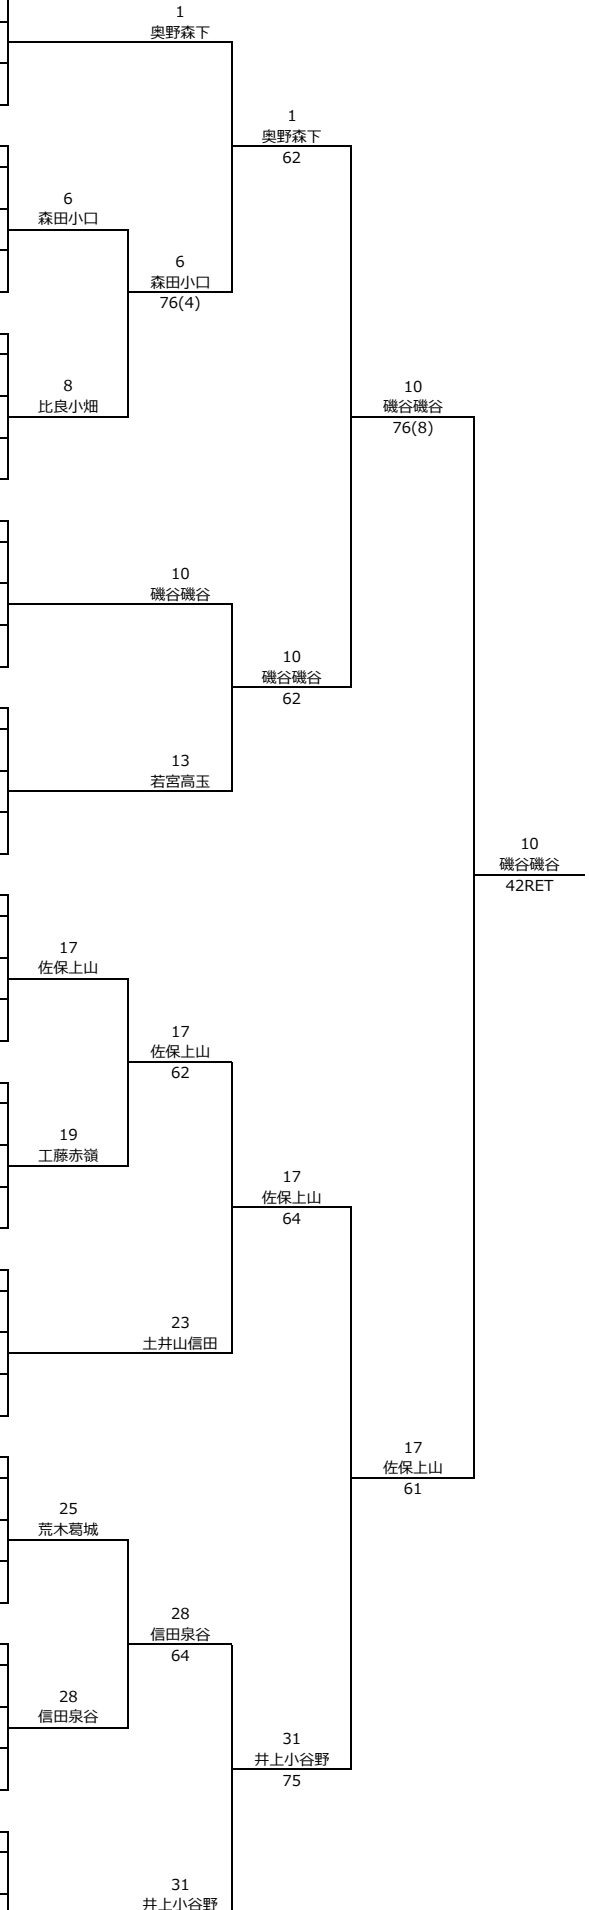 1
奥野森下
1
奥野森下
62
6
森田小口
6
森田小口
76(4)
8
比良小畑
10
磯谷磯谷
76(8)
10
磯谷磯谷
10
磯谷磯谷
62
13
若宮高玉
10
磯谷磯谷
42RET
17
佐保上山
17
佐保上山
62
19
工藤赤嶺
17
佐保上山
64
23
土井山信田
17
佐保上山
61
25
荒木葛城
28
信田泉谷
64
28
信田泉谷
31
井上小谷野
75
31
井上小谷野